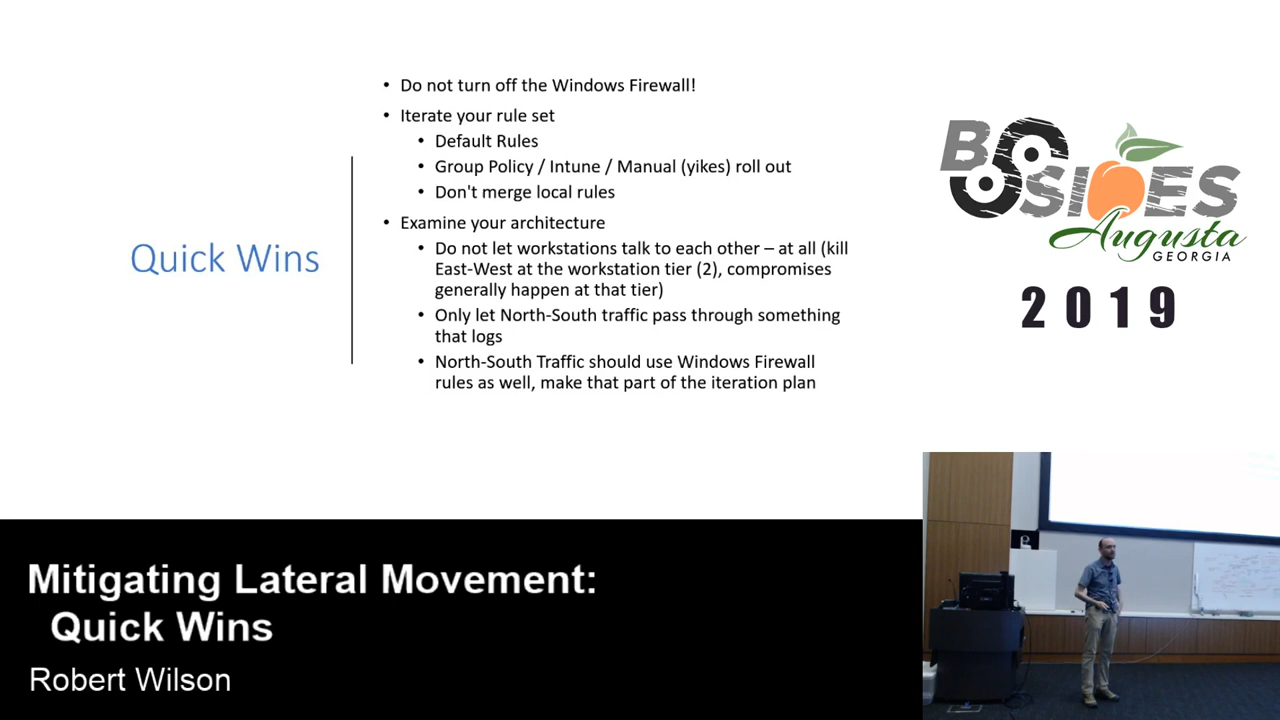 • Do not turn off the Windows Firewall!
• Iterate your rule set
• Default Rules
• Group Policy / Intune / Manual (yikes) roll out
• Don't merge local rules
• Examine your architecture
• Do not let workstations talk to each other – at all (kill
East-West at the workstation tier (2), compromises
generally happen at that tier)
• Only let North-South traffic pass through something
that logs
• North-South Traffic should use Windows Firewall
rules as well, make that part of the iteration plan
Quick Wins
BSIDES
Augusta
GEORGIA
2019
Mitigating Lateral Movement:
Quick Wins
Robert Wilson